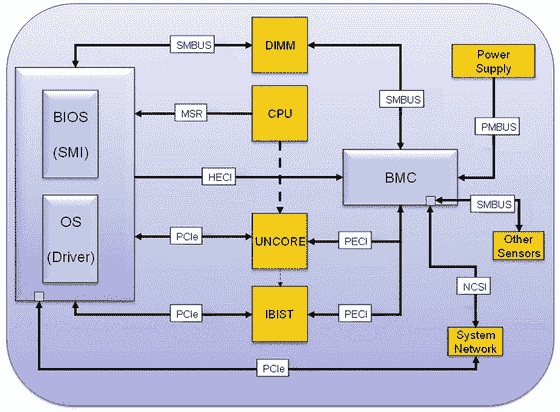 SMBUS
DIMM
Power
Supply
BIOS
(SMI)
MSR
CPU
SMBUS
PMBUS
HECI
BMC
OS
(Driver)
PCIe
UNCORE
PECI
SMBUS
Other
Sensors
PCIe
IBIST
PECI
NCSI
System
Network
PCIe